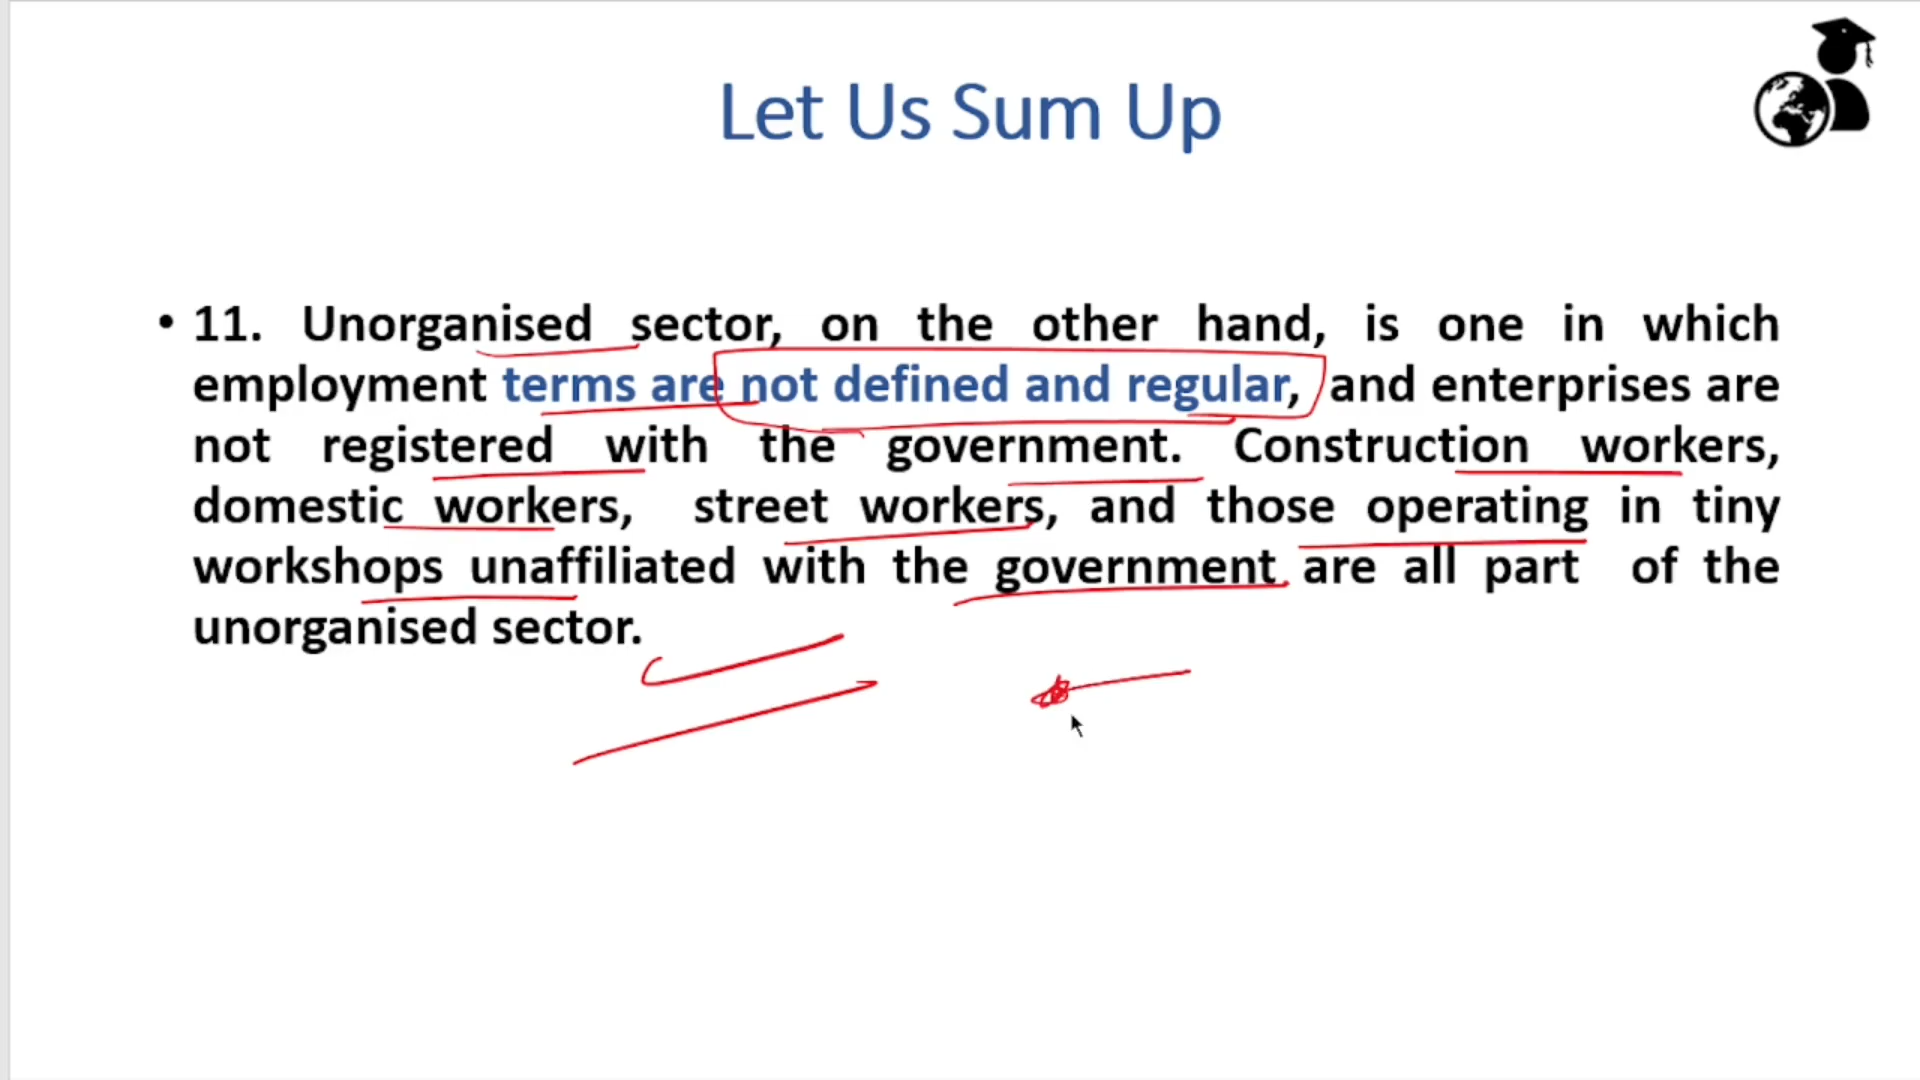 Let Us Sum Up
• 11. Unorganised sector, on the other hand, is one in which
employment terms are not defined and regular, and enterprises are
not registered with the government. Construction workers,
domestic workers, street workers, and those operating in tiny
workshops unaffiliated with the government are all part of the
unorganised sector.